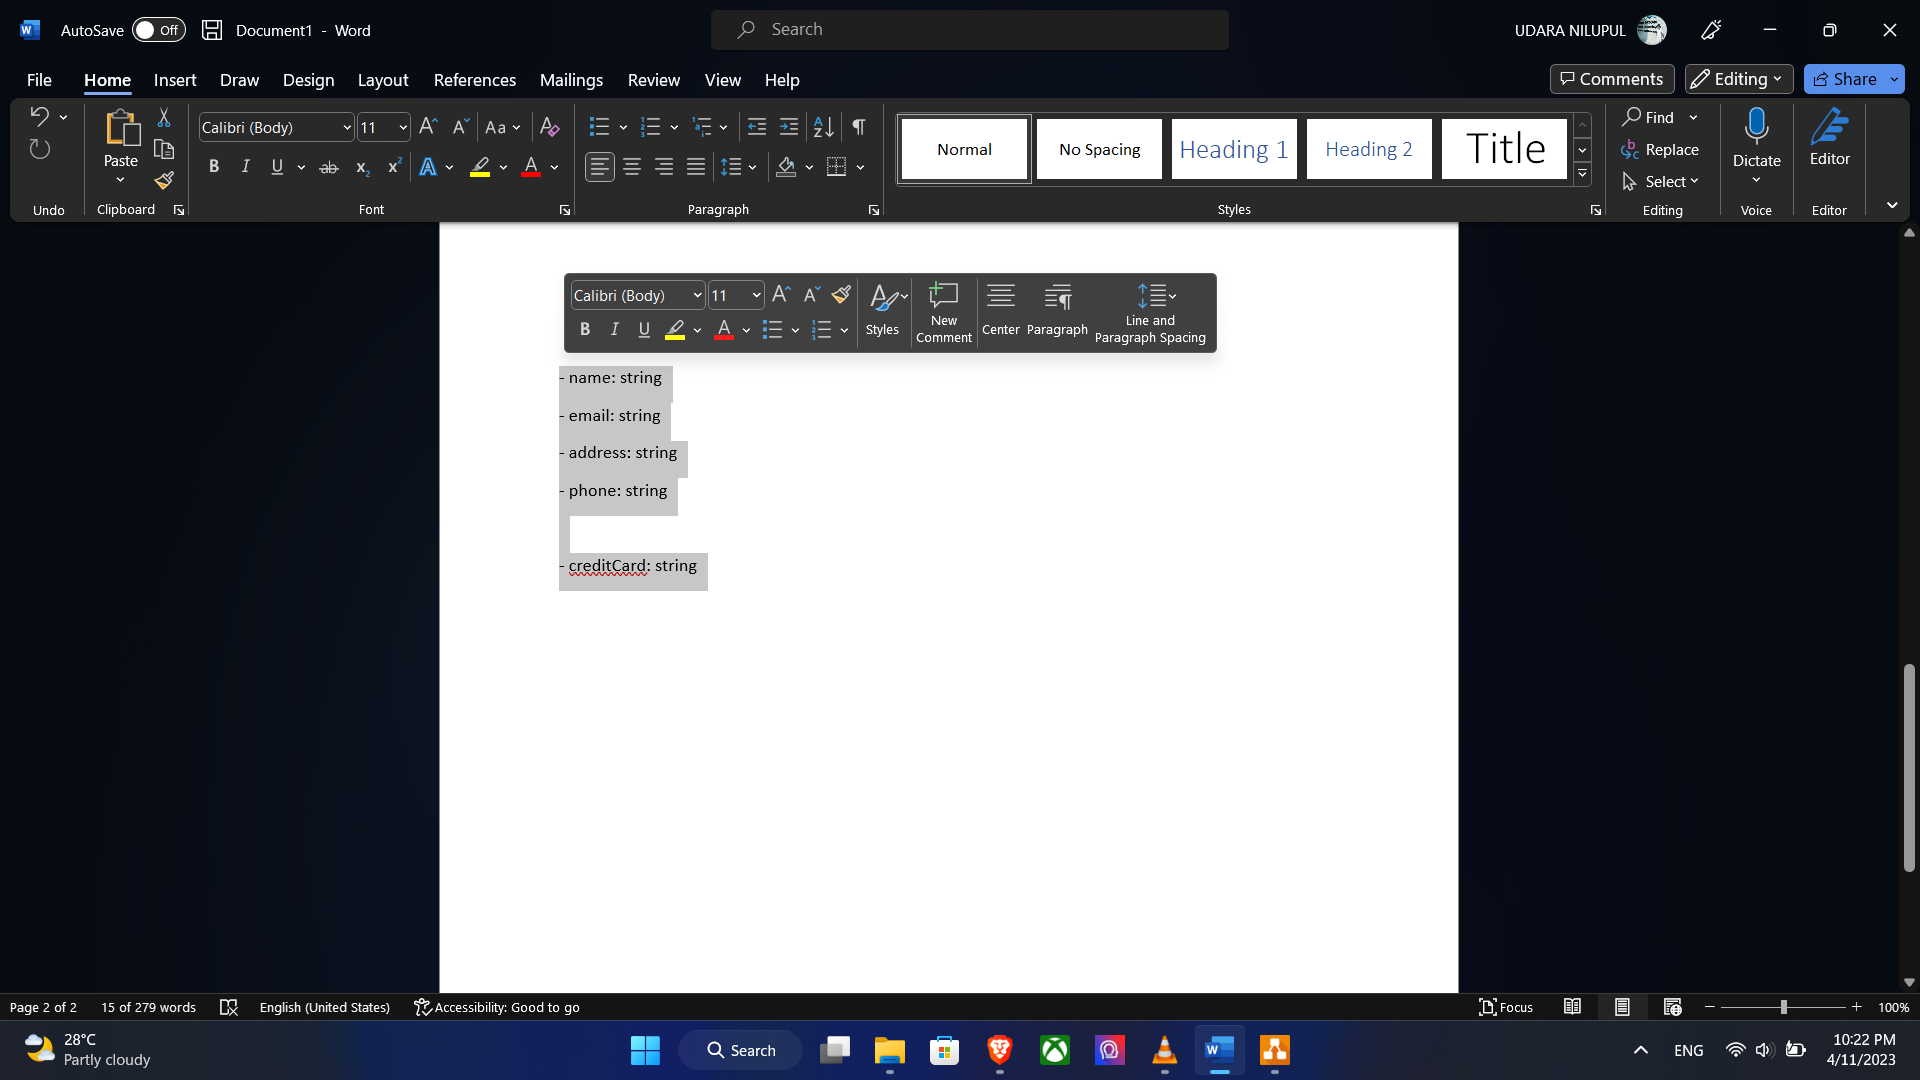 AutoSave Off Document1 - Word Search UDARA NILUPUL
File Home Insert Draw Design Layout References Mailings Review View Help Comments Editing Share
Calibri (Body) 11 Aa
Paste
Undo Clipboard Font Paragraph Styles Editing Voice Editor
Normal No Spacing Heading 1 Heading 2 Title
Find
Replace
Select
Dictate
Editor
Calibri (Body) 11
B I U A Styles New Comment Center Paragraph Line and Paragraph Spacing
- name: string
- email: string
- address: string
- phone: string
- creditCard: string
Page 2 of 2 15 of 279 words English (United States) Accessibility: Good to go Focus 100%
28°C
Partly cloudy
Search
ENG
10:22 PM
4/11/2023